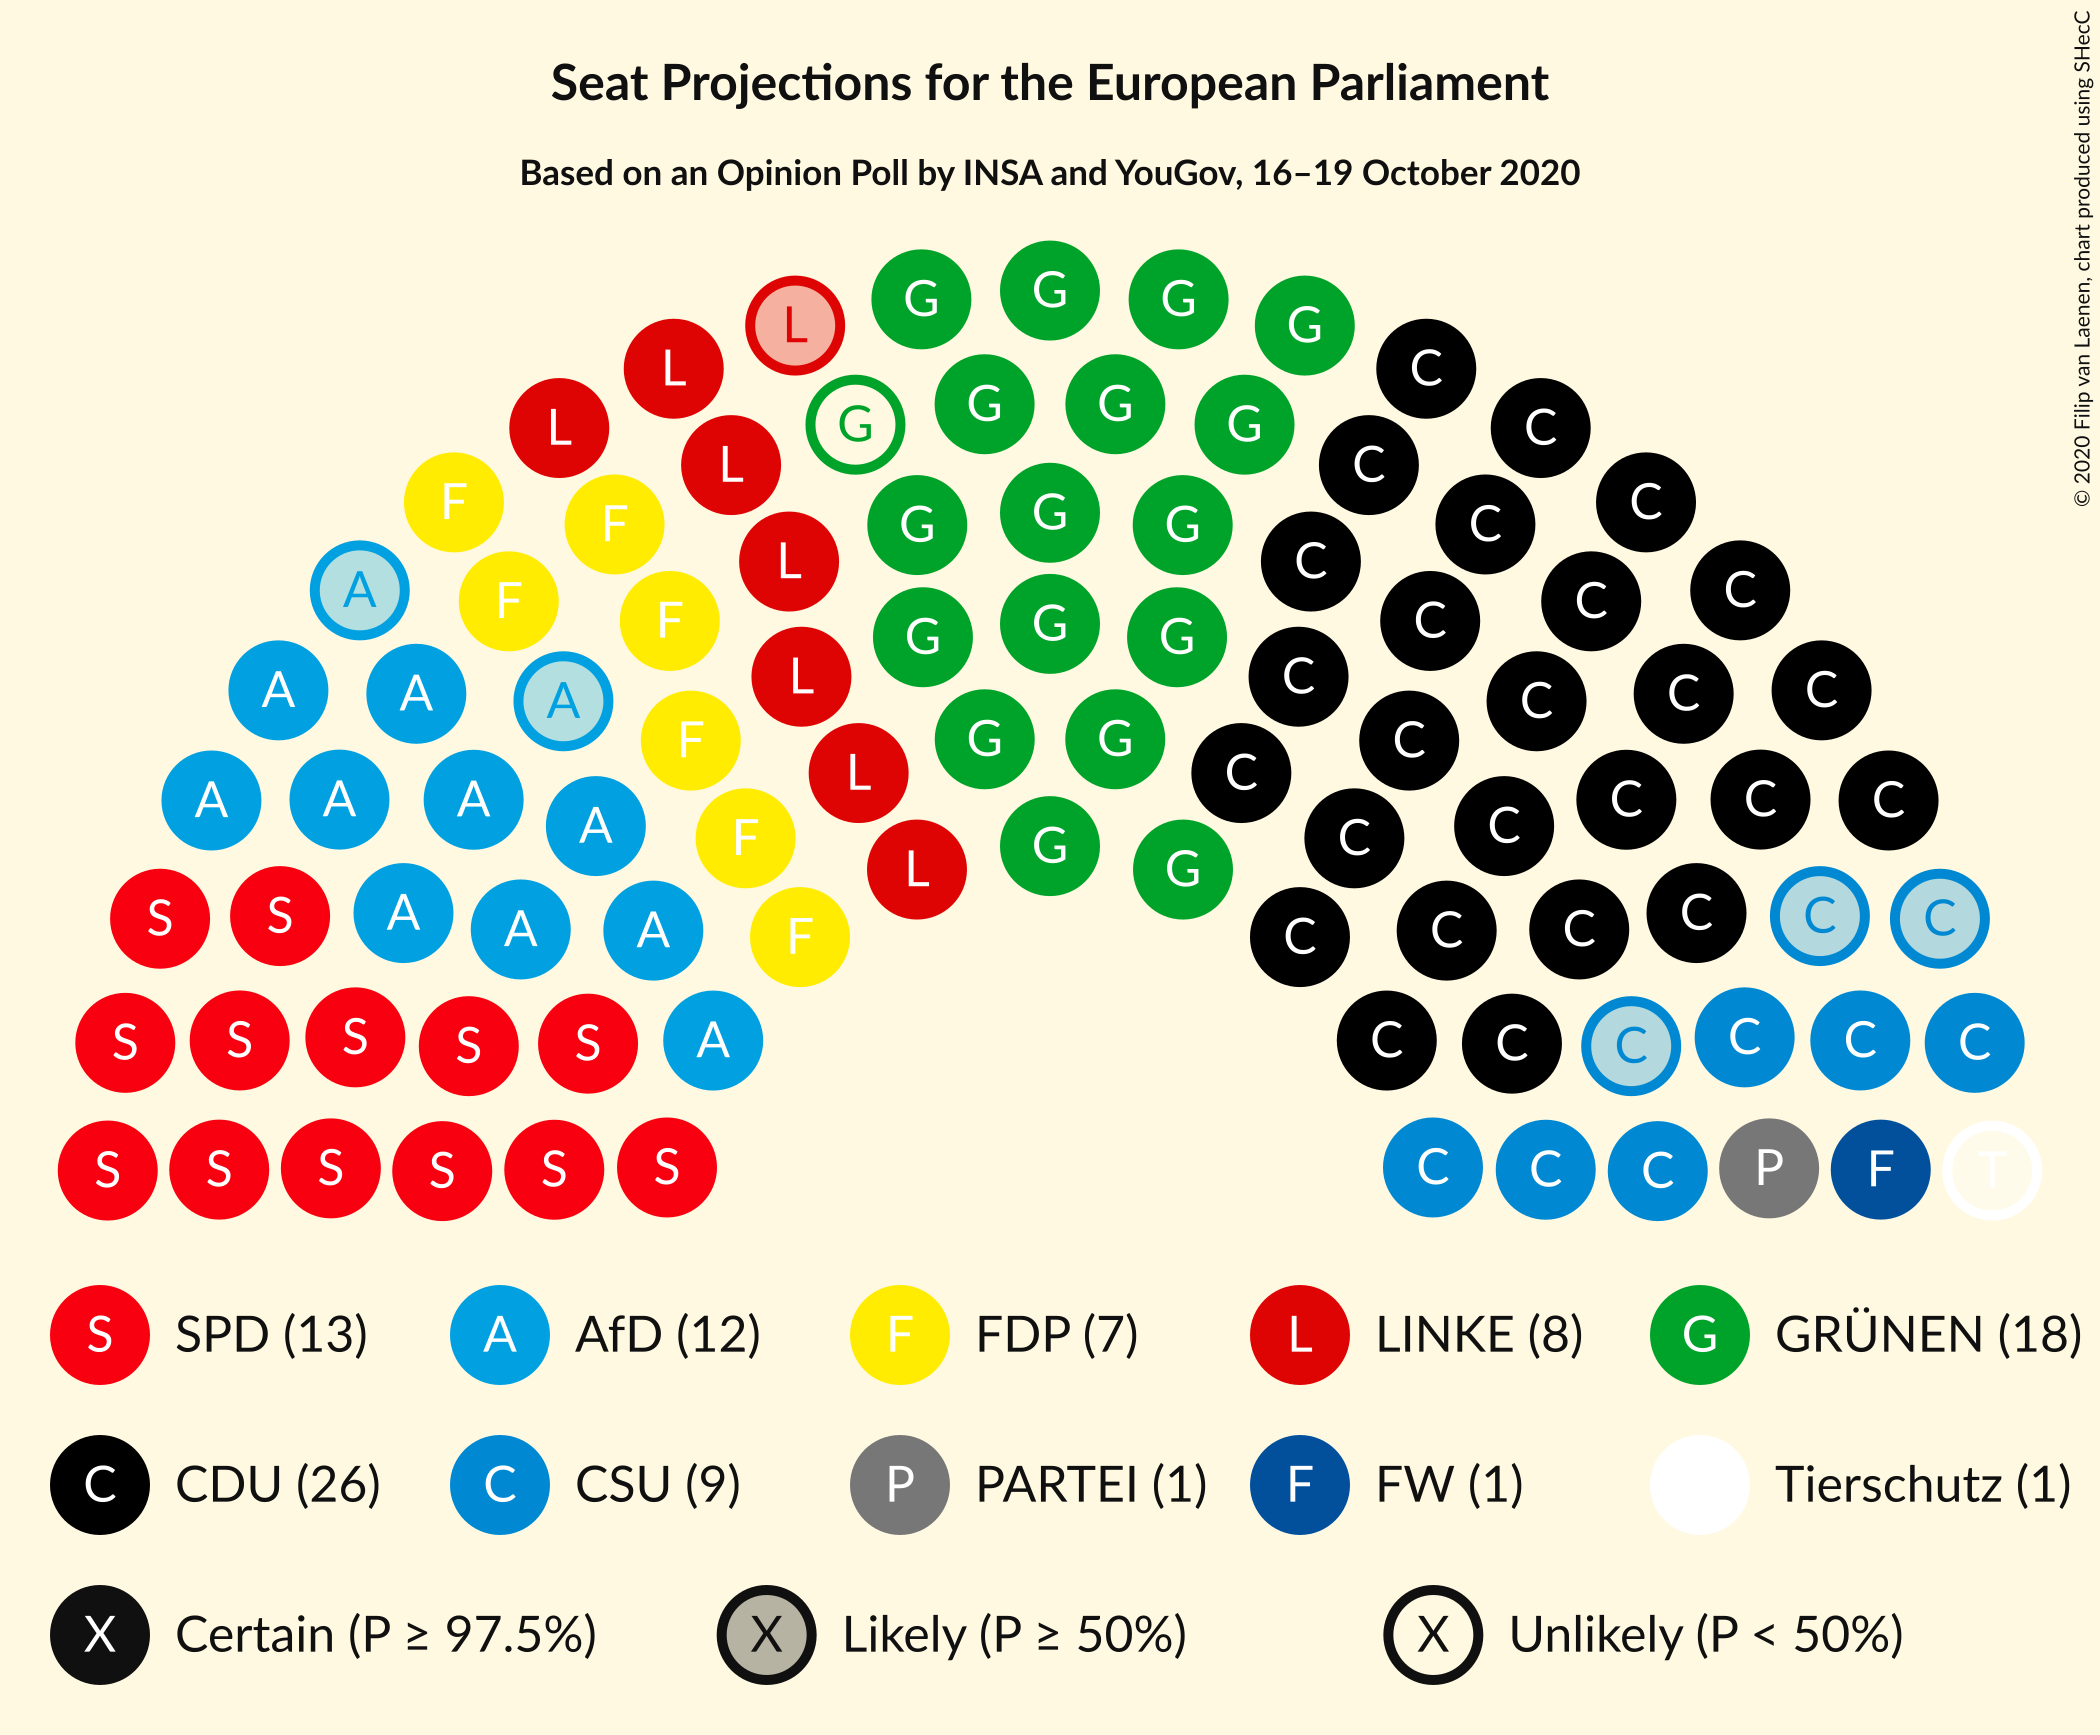 Seat Projections for the European Parliament
Based on an Opinion Poll by INSA and YouGov, 16–19 October 2020
© 2020 Filip van Laenen, chart produced using SHecC
G G G G
L G G G G C
L L G G G C C
F F L G G G C C C
A F F L G G G C C C C
A A A F L G G C C C C C
A A A A F L G G C C C C C C
S S A A A F C C C C C C
S S S S S A C C C C C C
S S S S S S C C C P F T
S SPD (13)
A AfD (12)
F FDP (7)
L LINKE (8)
G GRÜNEN (18)
C CDU (26)
C CSU (9)
P PARTEI (1)
F FW (1)
Tierschutz (1)
X Certain (P ≥ 97.5%)
X Likely (P ≥ 50%)
X Unlikely (P < 50%)